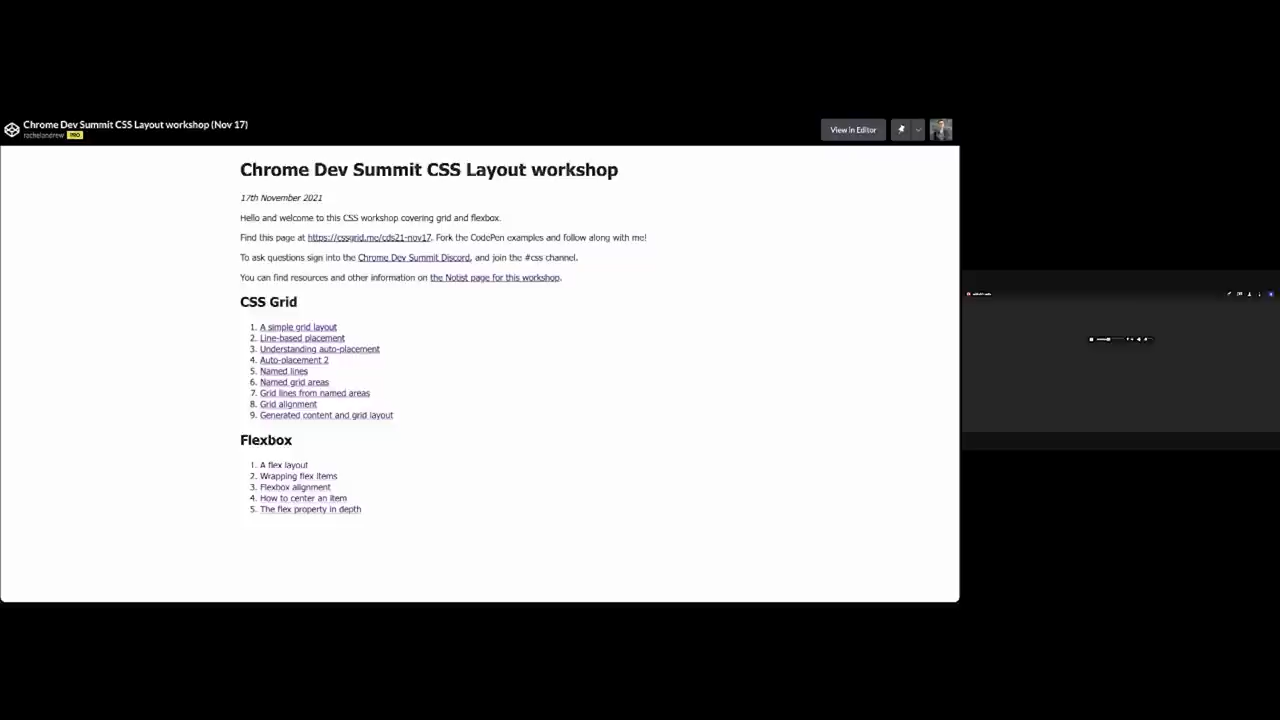 Chrome Dev Summit CSS Layout workshop (Nov 17)
rachelandrew PRO
View in Editor
Chrome Dev Summit CSS Layout workshop
17th November 2021
Hello and welcome to this CSS workshop covering grid and flexbox.
Find this page at https://cssgrid.me/cds21-nov17. Fork the CodePen examples and follow along with me!
To ask questions sign into the Chrome Dev Summit Discord, and join the #css channel.
You can find resources and other information on the Notist page for this workshop.
CSS Grid
1. A simple grid layout
2. Line-based placement
3. Understanding auto-placement
4. Auto-placement 2
5. Named lines
6. Named grid areas
7. Grid lines from named areas
8. Grid alignment
9. Generated content and grid layout
Flexbox
1. A flex layout
2. Wrapping flex items
3. Flexbox alignment
4. How to center an item
5. The flex property in depth